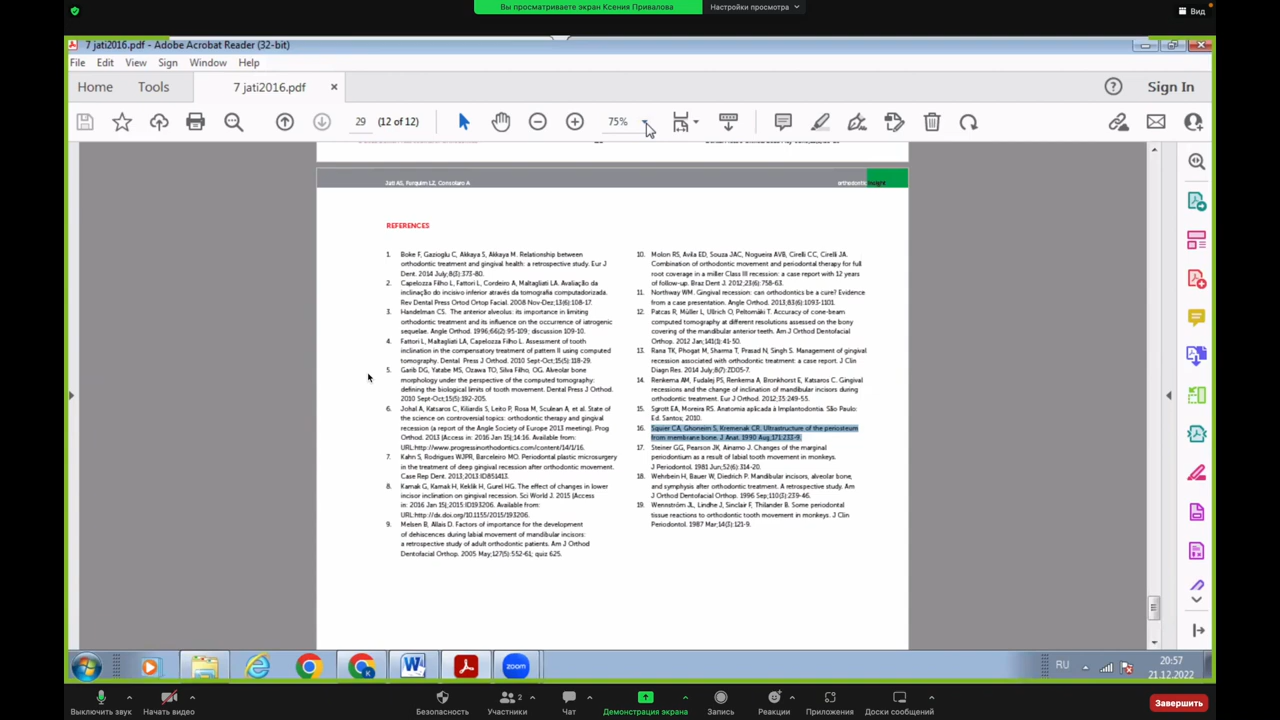 Вы просматриваете экран Ксения Привалова
Настройки просмотра
Вид
7 jati2016.pdf - Adobe Acrobat Reader (32-bit)
File Edit View Sign Window Help
Home Tools 7 jati2016.pdf Sign In
29 (12 of 12) 75%
Jati AS, Furquim LZ, Consolaro A
orthodontic insight
REFERENCES
1. Boke F, Gazioglu C, Akkaya S, Akkaya M. Relationship between
orthodontic treatment and gingival health: a retrospective study. Eur J
Dent. 2014 July;8(3):373-80.
2. Capelozza Filho L, Fattori L, Cordeiro A, Maltagliati LA. Avaliação da
inclinação do incisivo inferior através da tomografia computadorizada.
Rev Dental Press Ortod Ortop Facial. 2008 Nov-Dez;13(6):108-17.
3. Handelman CS. The anterior alveolus: its importance in limiting
orthodontic treatment and its influence on the occurrence of iatrogenic
sequelae. Angle Orthod. 1996;66(2):95-109; discussion 109-10.
4. Fattori L, Maltagliati LA, Capelozza Filho L. Assessment of tooth
inclination in the compensatory treatment of pattern II using computed
tomography. Dental Press J Orthod. 2010 Sept-Oct;15(5):118-29.
5. Garib DG, Yatabe MS, Ozawa TO, Silva Filho, OG. Alveolar bone
morphology under the perspective of the computed tomography:
defining the biological limits of tooth movement. Dental Press J Orthod.
2010 Sept-Oct;15(5):192-205.
6. Johal A, Katsaros C, Kiliardis S, Leito P, Rosa M, Sculean A, et al. State of
the science on controversial topics: orthodontic therapy and gingival
recession (a report of the Angle Society of Europe 2013 meeting). Prog
Orthod. 2013 [Access in: 2016 Jan 15];14:16. Available from:
URL:http://www.progressinorthodontics.com/content/14/1/16.
7. Kahn S, Rodrigues WJPR, Barceleiro MO. Periodontal plastic microsurgery
in the treatment of deep gingival recession after orthodontic movement.
Case Rep Dent. 2013;2013:ID851413.
8. Kamak G, Kamak H, Keklik H, Gurel HG. The effect of changes in lower
incisor inclination on gingival recession. Sci World J. 2015 [Access
in: 2016 Jan 15];2015:ID193206. Available from:
URL:http://dx.doi.org/10.1155/2015/193206.
9. Melsen B, Allais D. Factors of importance for the development
of dehiscences during labial movement of mandibular incisors:
a retrospective study of adult orthodontic patients. Am J Orthod
Dentofacial Orthop. 2005 May;127(5):552-61; quiz 625.
10. Molon RS, Avila ED, Souza JAC, Nogueira AVB, Cirelli CC, Cirelli JA.
Combination of orthodontic movement and periodontal therapy for full
root coverage in a miller Class III recession: a case report with 12 years
of follow-up. Braz Dent J. 2012;23(6):758-63.
11. Northway WM. Gingival recession: can orthodontics be a cure? Evidence
from a case presentation. Angle Orthod. 2013;83(6):1093-1101.
12. Patcas R, Müller L, Ullrich O, Peltomäki T. Accuracy of cone-beam
computed tomography at different resolutions assessed on the bony
covering of the mandibular anterior teeth. Am J Orthod Dentofacial
Orthop. 2012 Jan;141(1):41-50.
13. Rana TK, Phogat M, Sharma T, Prasad N, Singh S. Management of gingival
recession associated with orthodontic treatment: a case report. J Clin
Diagn Res. 2014 July;8(7):ZD05-7.
14. Renkema AM, Fudalej PS, Renkema A, Bronkhorst E, Katsaros C. Gingival
recessions and the change of inclination of mandibular incisors during
orthodontic treatment. Eur J Orthod. 2012;35:249-55.
15. Sgrott EA, Moreira RS. Anatomia aplicada à Implantodontia. São Paulo:
Ed. Santos; 2010.
16. Squier CA, Ghoneim S, Kremenak CR. Ultrastructure of the periosteum
from membrane bone. J Anat. 1990 Aug;171:233-9.
17. Steiner GG, Pearson JK, Ainamo J. Changes of the marginal
periodontium as a result of labial tooth movement in monkeys.
J Periodontol. 1981 Jun;52(6):314-20.
18. Wehrbein H, Bauer W, Diedrich P. Mandibular incisors, alveolar bone,
and symphysis after orthodontic treatment. A retrospective study. Am
J Orthod Dentofacial Orthop. 1996 Sep;110(3):239-46.
19. Wennström JL, Lindhe J, Sinclair F, Thilander B. Some periodontal
tissue reactions to orthodontic tooth movement in monkeys. J Clin
Periodontol. 1987 Mar;14(3):121-9.
zoom
RU 20:57
21.12.2022
Выключить звук Начать видео Безопасность Участники 2 Чат Демонстрация экрана Запись Реакции Приложения Доски сообщений Завершить